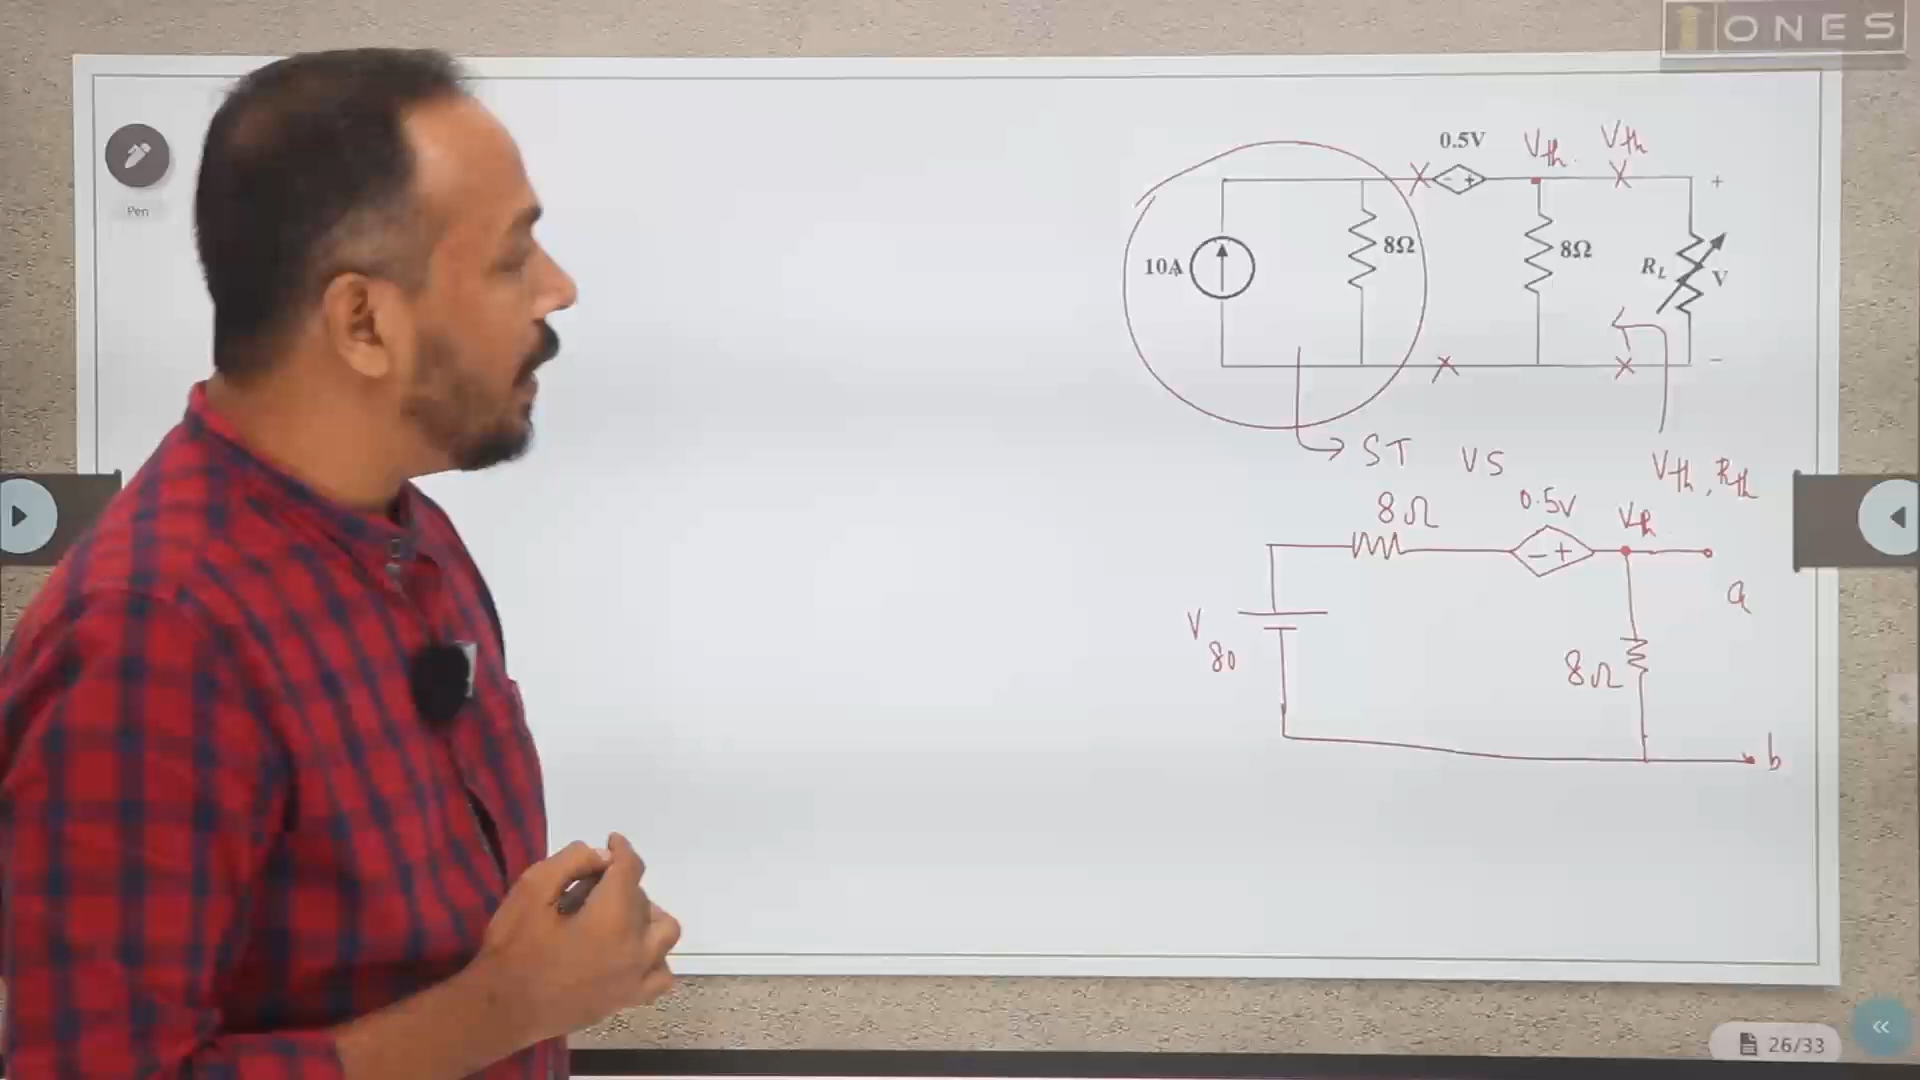 IONES
Pen
0.5V
Vth. Vth
+
10A
8Ω
8Ω
RL
V
-
- +
→ ST VS
Vth, Rth
8Ω
0.5V
Vth
- +
a
V
80
8Ω
b
26/33